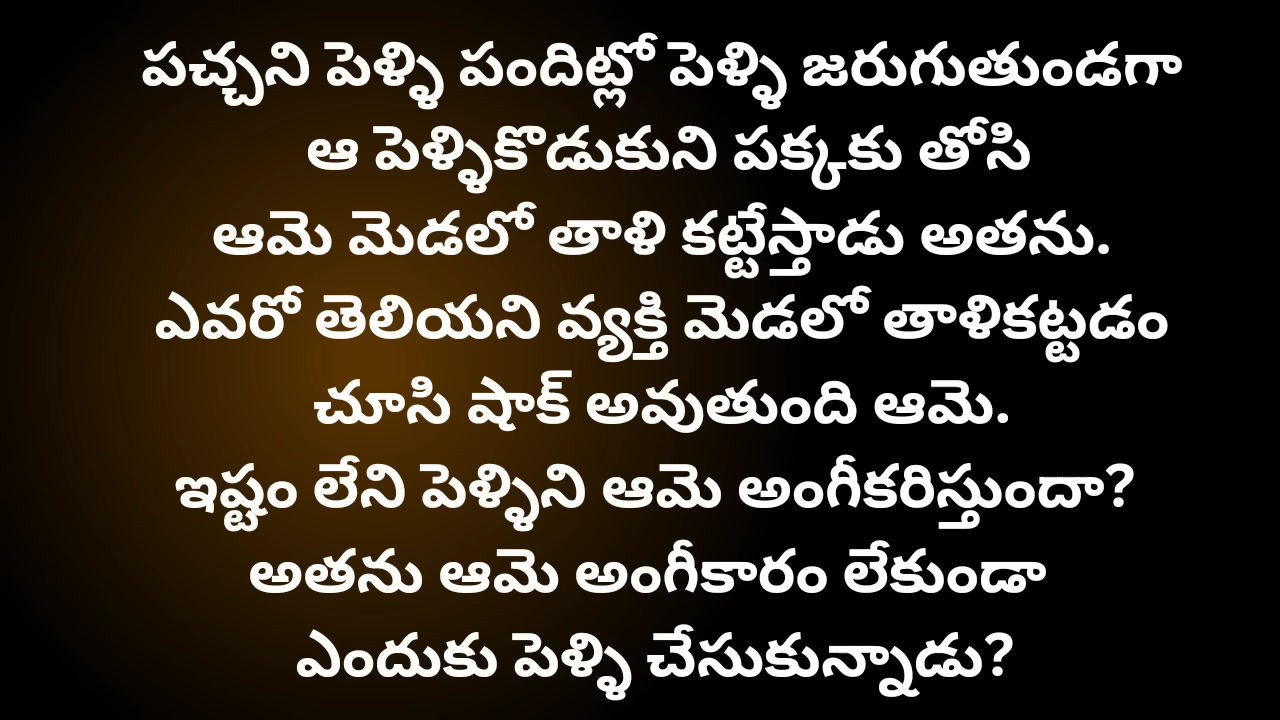 పచ్చని పెళ్ళి పందిట్లో పెళ్ళి జరుగుతుండగా
ఆ పెళ్ళికొడుకుని పక్కకు తోసి
ఆమె మెడలో తాళి కట్టేస్తాడు అతను.
ఎవరో తెలియని వ్యక్తి మెడలో తాళికట్టడం
చూసి షాక్ అవుతుంది ఆమె.
ఇష్టం లేని పెళ్ళిని ఆమె అంగీకరిస్తుందా?
అతను ఆమె అంగీకారం లేకుండా
ఎందుకు పెళ్ళి చేసుకున్నాడు?